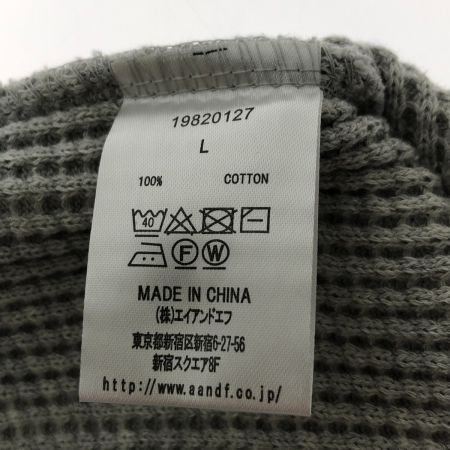 19820127
L
100% COTTON
40
F W
MADE IN CHINA
(株)エイアンドエフ
東京都新宿区新宿6-27-56
新宿スクエア8F
http://www.aandf.co.jp/